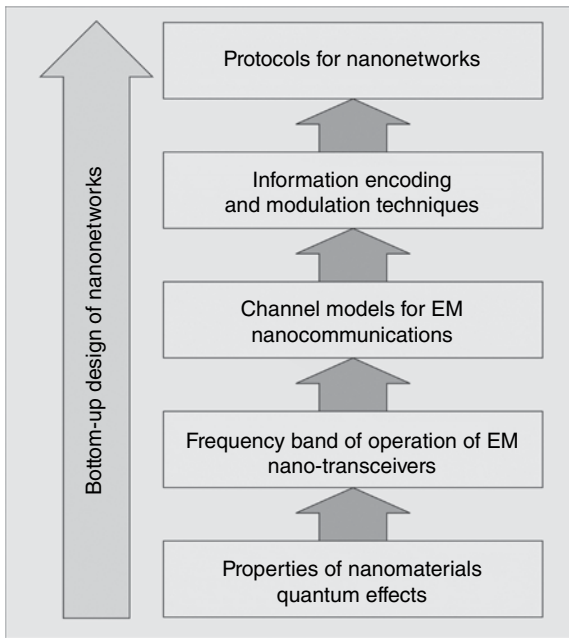 Bottom-up design of nanonetworks
Protocols for nanonetworks
Information encoding
and modulation techniques
Channel models for EM
nanocommunications
Frequency band of operation of EM
nano-transceivers
Properties of nanomaterials
quantum effects